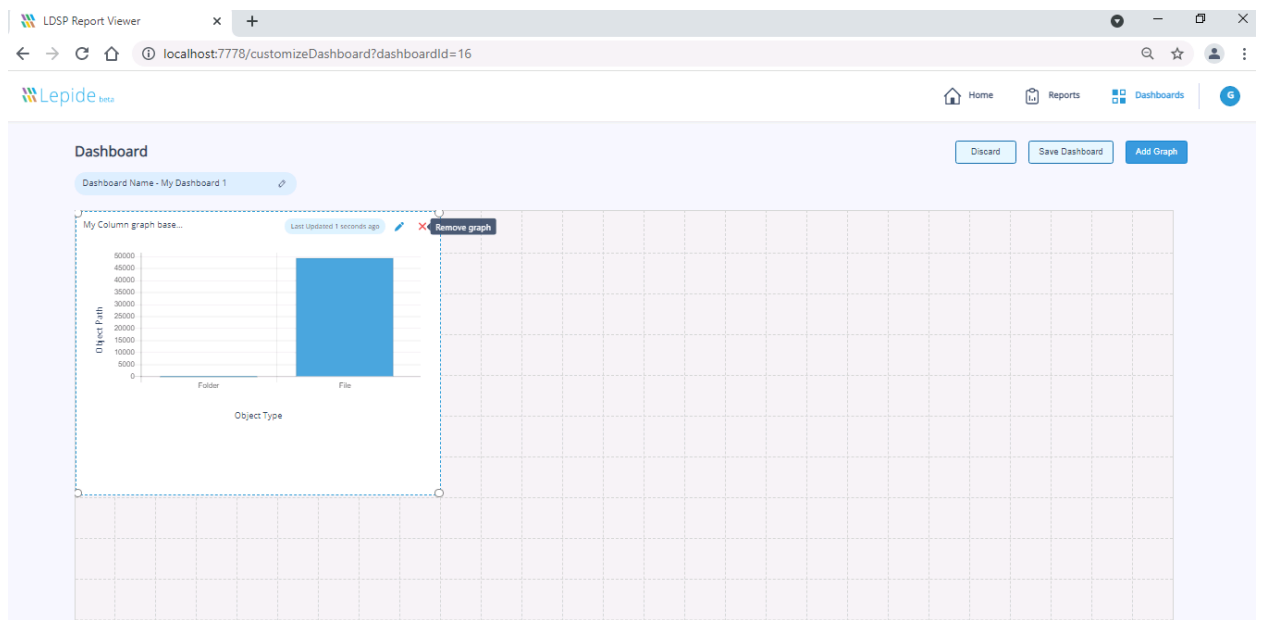 LDSP Report Viewer
localhost:7778/customizeDashboard?dashboardId=16
Lepide beta
Home
Reports
Dashboards
G
Dashboard
Discard
Save Dashboard
Add Graph
Dashboard Name - My Dashboard 1
My Column graph base...
Last Updated 1 seconds ago
Remove graph
50000
45000
40000
35000
30000
25000
20000
15000
10000
5000
0
Object Path
Folder
File
Object Type